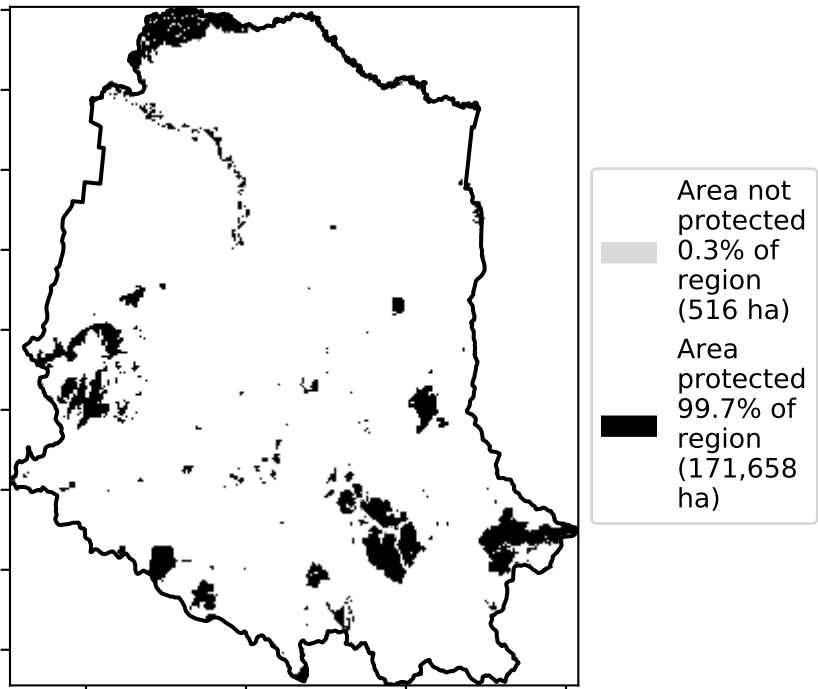 Area not
protected
0.3% of
region
(516 ha)
Area
protected
99.7% of
region
(171,658
ha)